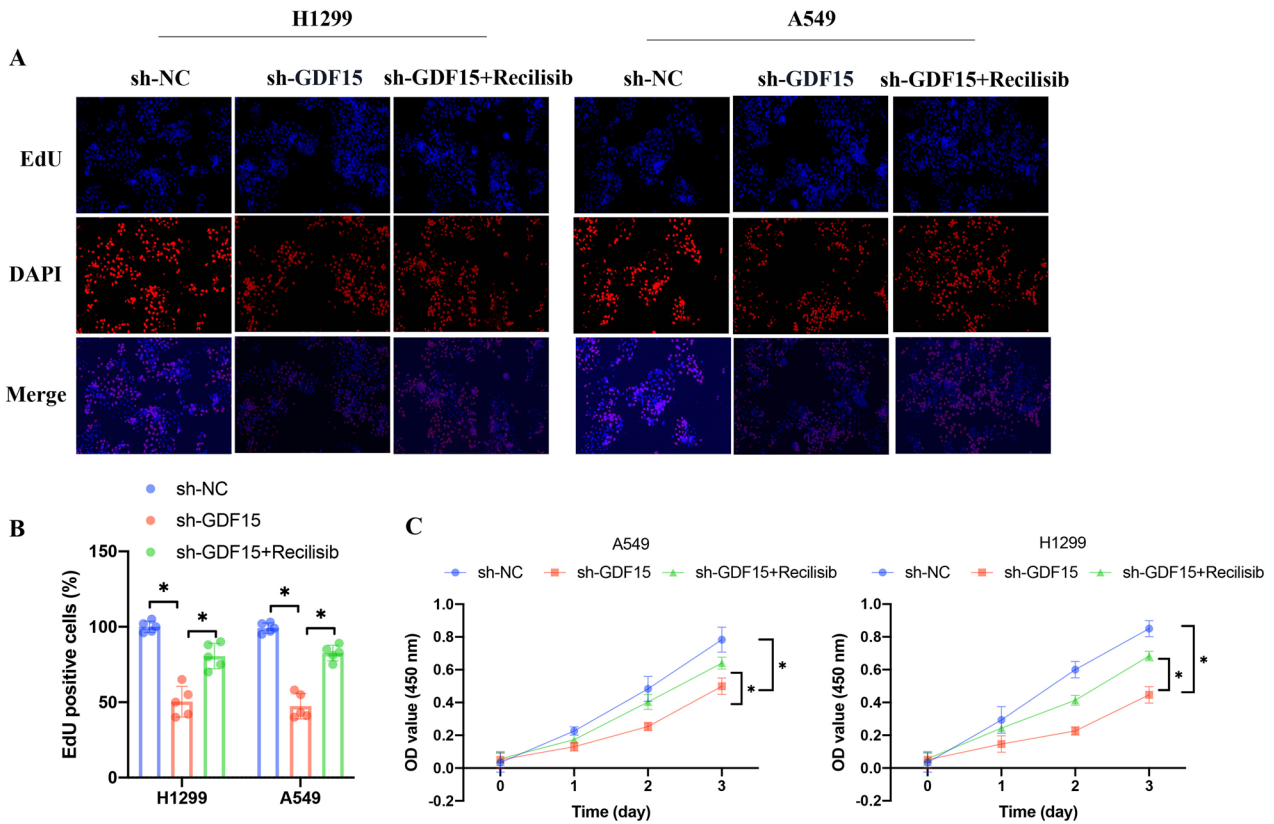 H1299 A549
A
sh-NC sh-GDF15 sh-GDF15+Recilisib sh-NC sh-GDF15 sh-GDF15+Recilisib
EdU
DAPI
Merge
B
sh-NC
sh-GDF15
sh-GDF15+Recilisib
EdU positive cells (%)
150
100
50
0
* * * *
H1299 A549
C
A549
sh-NC sh-GDF15 sh-GDF15+Recilisib
OD value (450 nm)
1.0
0.8
0.6
0.4
0.2
0.0
-0.2
0 1 2 3
Time (day)
* *
H1299
sh-NC sh-GDF15 sh-GDF15+Recilisib
OD value (450 nm)
1.0
0.8
0.6
0.4
0.2
0.0
-0.2
0 1 2 3
Time (day)
* *